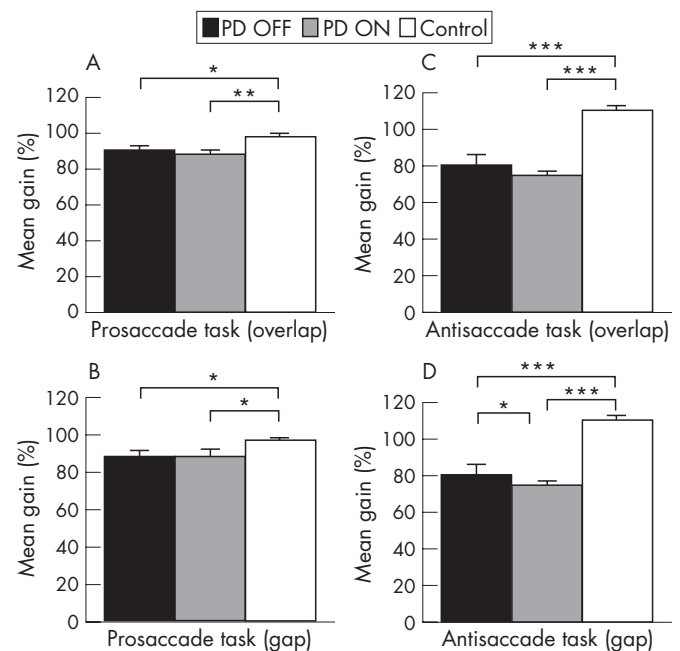 PD OFF PD ON Control
A
*
**
120
100
80
60
40
20
0
Mean gain (%)
Prosaccade task (overlap)
C
***
***
120
100
80
60
40
20
0
Mean gain (%)
Antisaccade task (overlap)
B
*
*
120
100
80
60
40
20
0
Mean gain (%)
Prosaccade task (gap)
D
***
*
***
120
100
80
60
40
20
0
Mean gain (%)
Antisaccade task (gap)